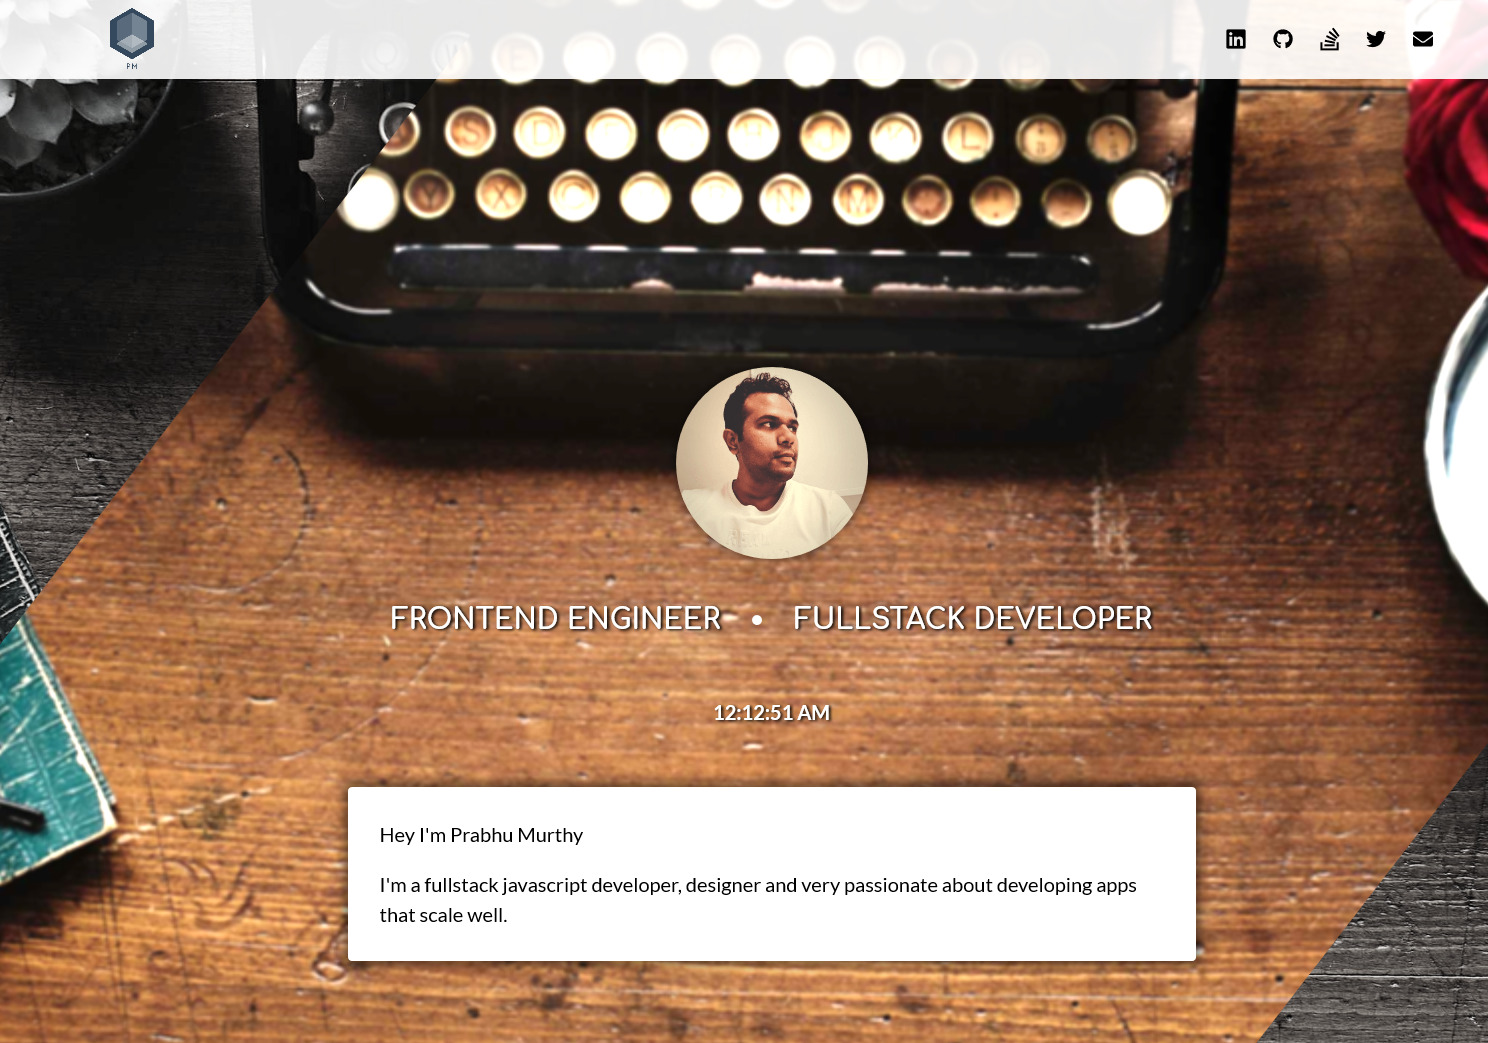 PM
S D J K L
Y X C N M
FRONTEND ENGINEER • FULLSTACK DEVELOPER
12:12:51 AM
Hey I'm Prabhu Murthy
I'm a fullstack javascript developer, designer and very passionate about developing apps
that scale well.